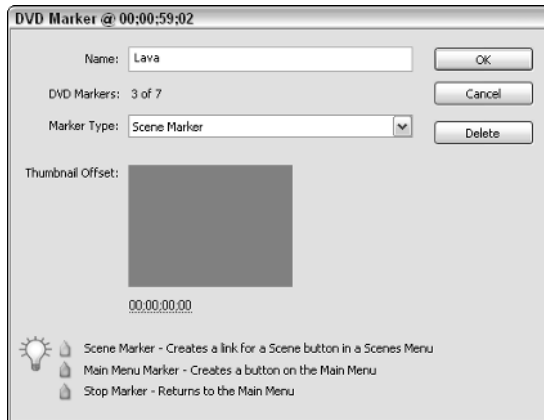 DVD Marker @ 00;00;59;02
Name: Lava OK
DVD Markers: 3 of 7 Cancel
Marker Type: Scene Marker Delete
Thumbnail Offset:
00;00;00;00
Scene Marker - Creates a link for a Scene button in a Scenes Menu
Main Menu Marker - Creates a button on the Main Menu
Stop Marker - Returns to the Main Menu